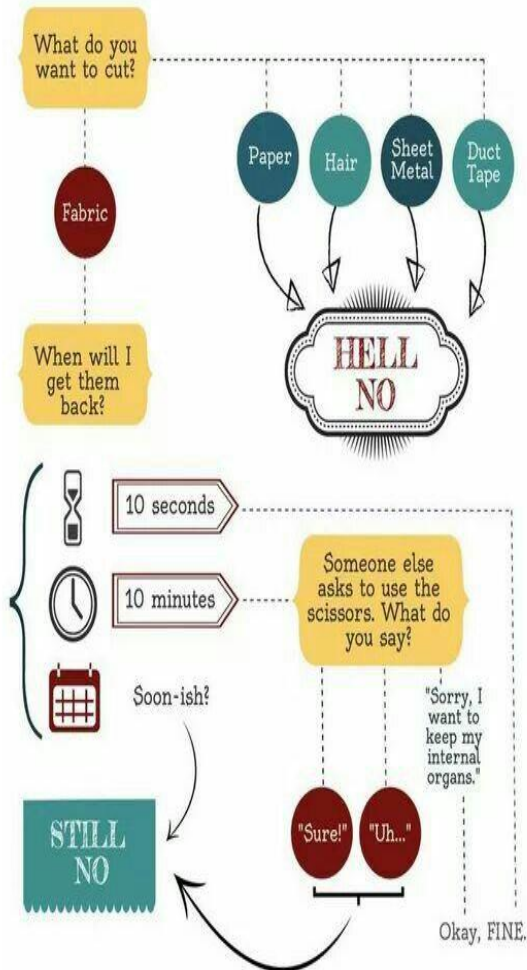 What do you
want to cut?
Paper
Hair
Sheet
Metal
Duct
Tape
Fabric
HELL
NO
When will I
get them
back?
10 seconds
10 minutes
Someone else
asks to use the
scissors. What do
you say?
Soon-ish?
"Sorry, I
want to
keep my
internal
organs."
"Sure!"
"Uh..."
STILL
NO
Okay, FINE.